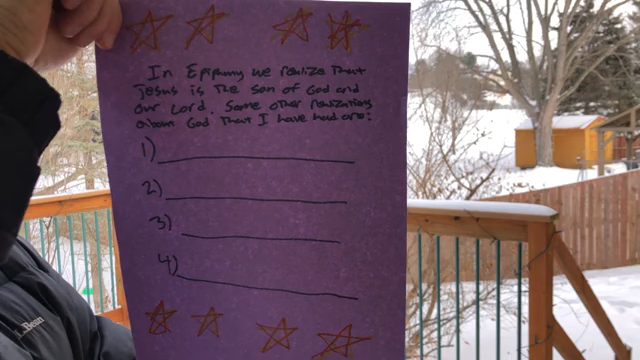 In Epiphany we realize that
Jesus is the son of God and
our Lord. Some other realizations
about God that I have had are:
1)
2)
3)
4)
L.Bean